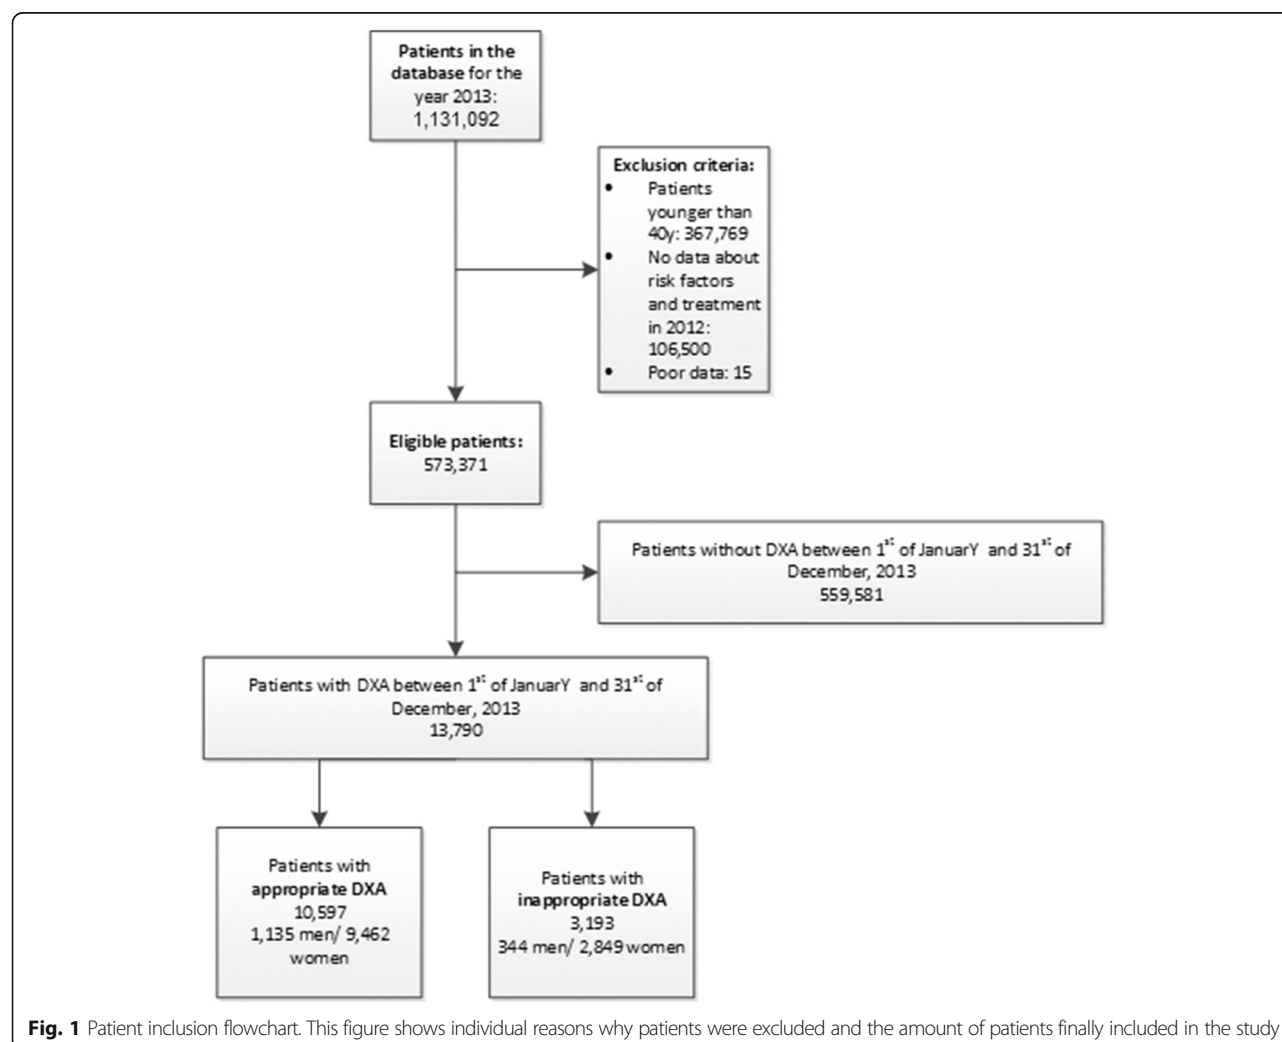 Patients in the
database for the
year 2013:
1,131,092
Exclusion criteria:
• Patients
younger than
40y: 367,769
• No data about
risk factors
and treatment
in 2012:
106,500
• Poor data: 15
Eligible patients:
573,371
Patients without DXA between 1st of JanuarY and 31st of
December, 2013
559,581
Patients with DXA between 1st of JanuarY and 31st of
December, 2013
13,790
Patients with
appropriate DXA
10,597
1,135 men/ 9,462
women
Patients with
inappropriate DXA
3,193
344 men/ 2,849 women
Fig. 1 Patient inclusion flowchart. This figure shows individual reasons why patients were excluded and the amount of patients finally included in the study